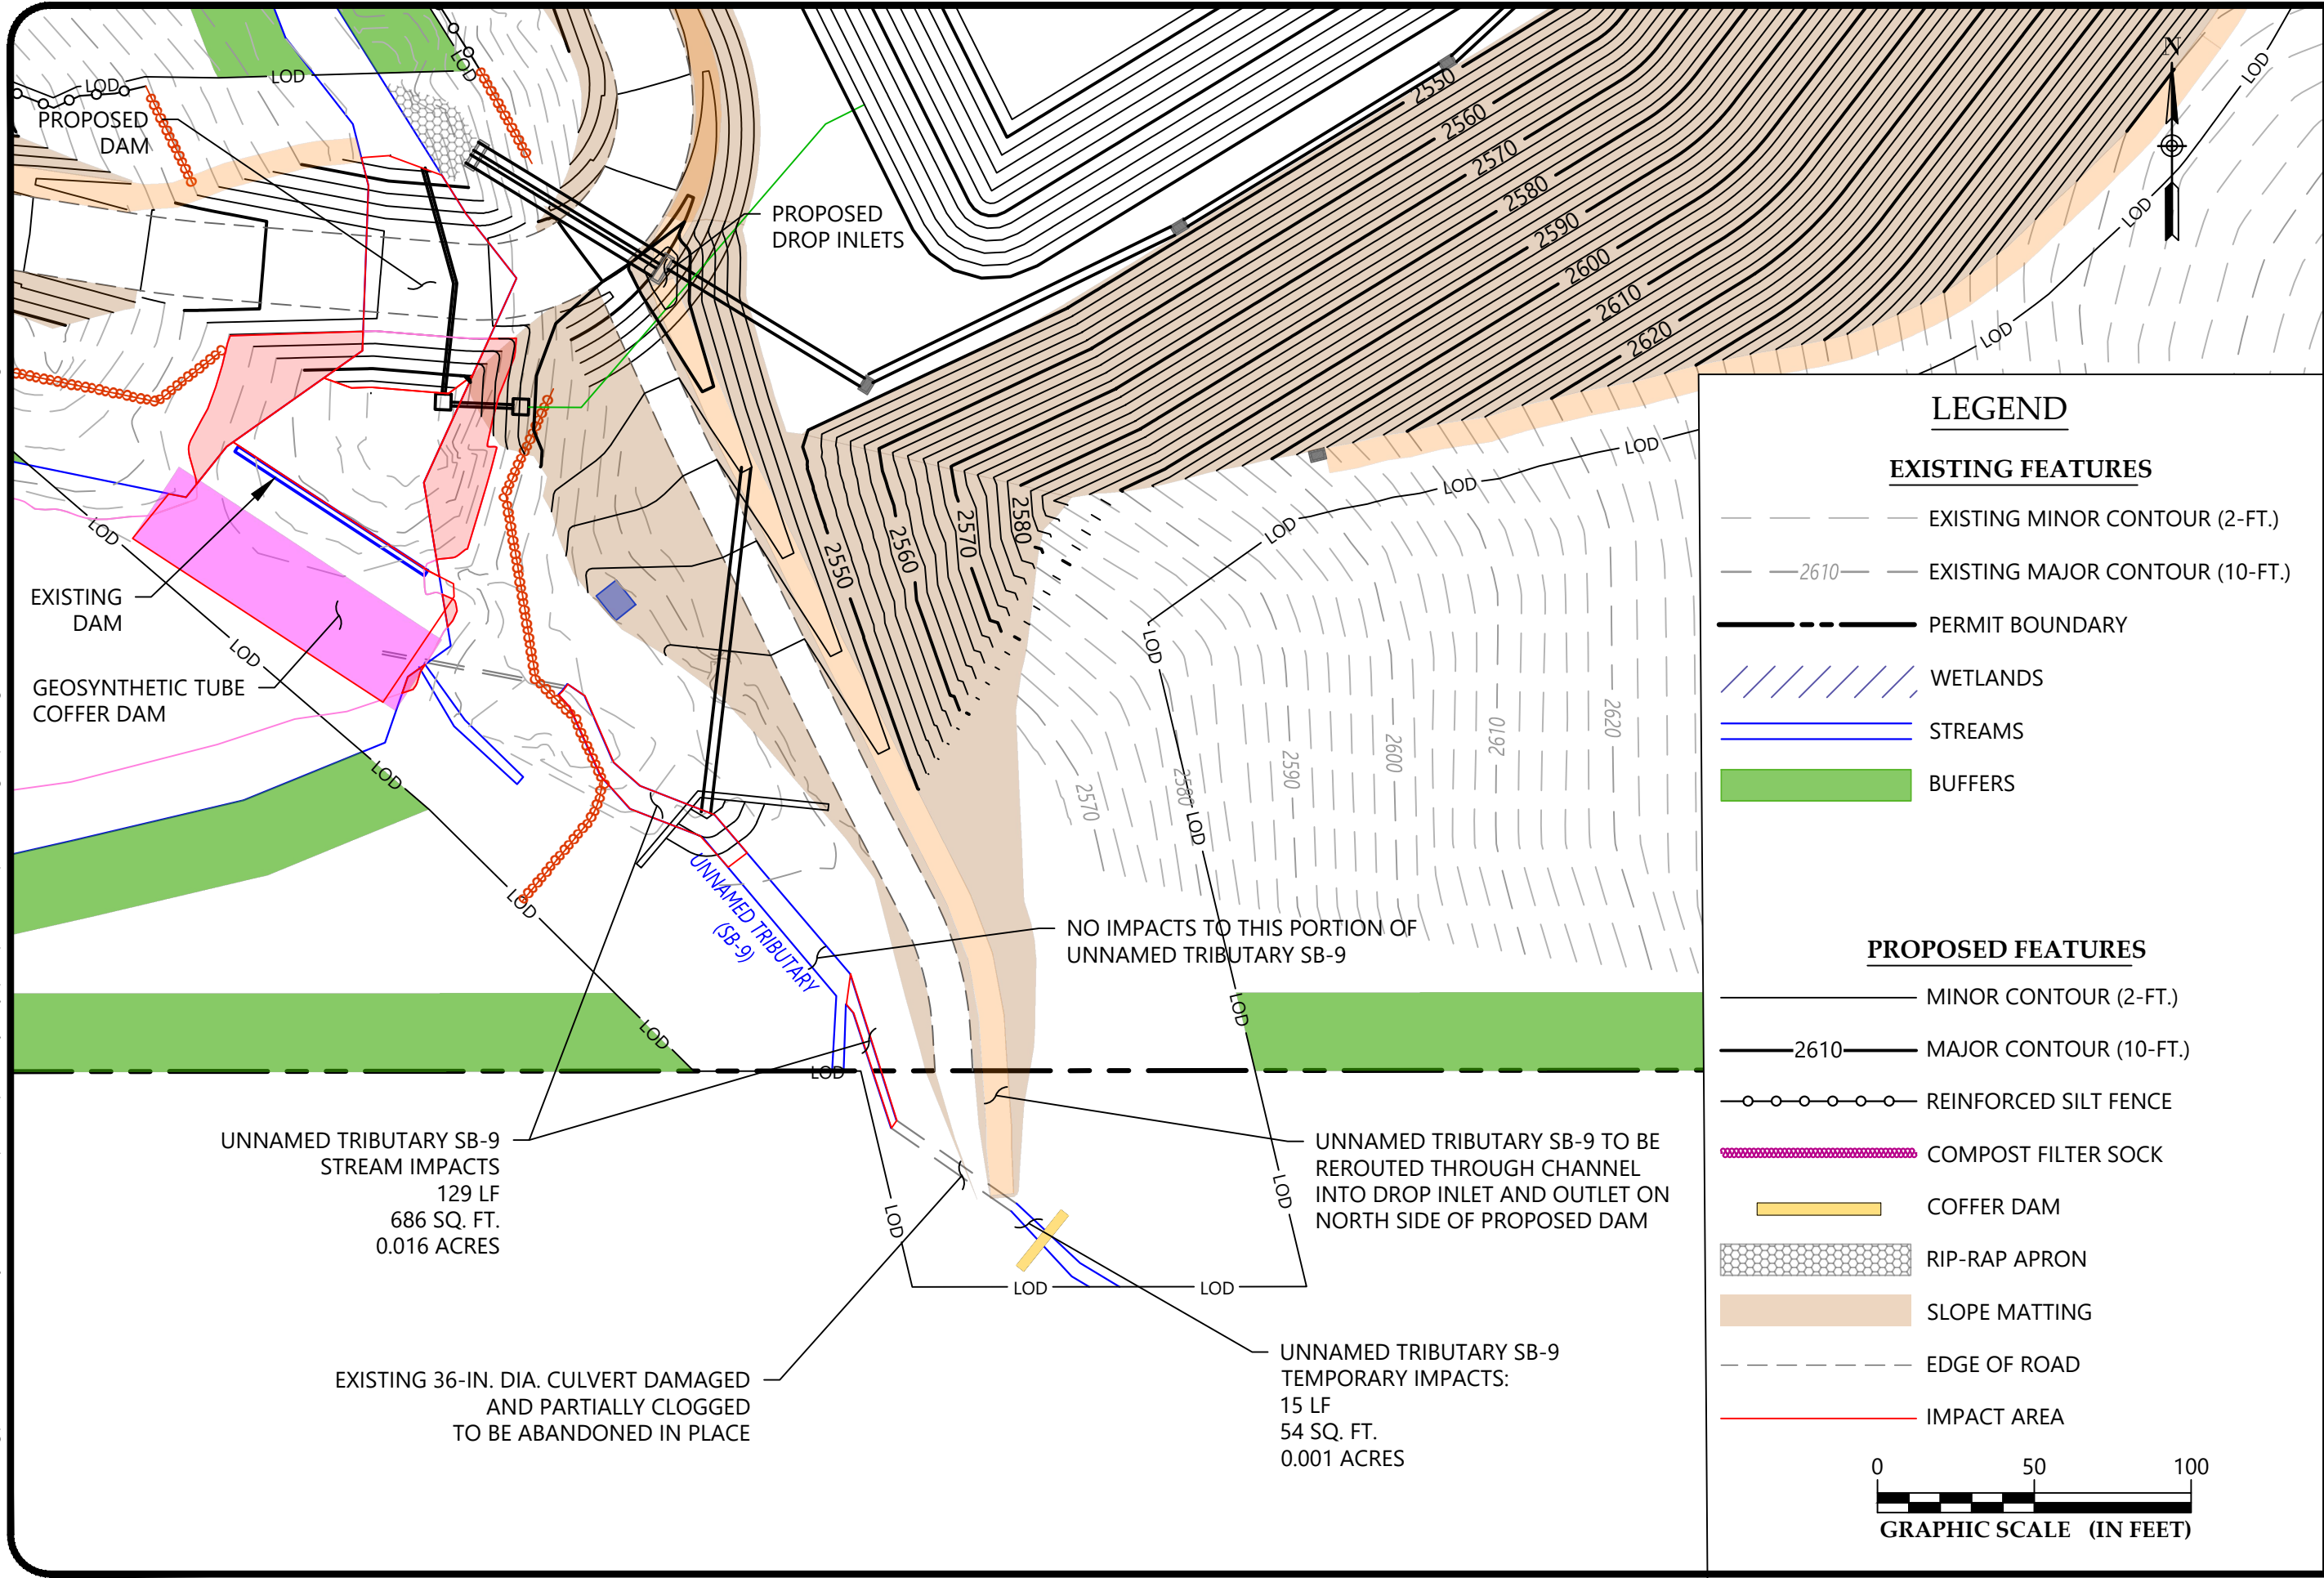 LOD
LOD
LOD
PROPOSED
DAM
PROPOSED
DROP INLETS
2550
2560
2570
2580
2590
2600
2610
2620
N
LOD
LOD
LOD
LOD
LOD
LOD
2550
2560
2570
2580
LOD
EXISTING
DAM
LOD
GEOSYNTHETIC TUBE
COFFER DAM
LOD
LOD
LOD
LOD
LOD
LOD
LOD
2570
2580
2590
2600
2610
2620
UNNAMED TRIBUTARY
(SB-9)
NO IMPACTS TO THIS PORTION OF
UNNAMED TRIBUTARY SB-9
LOD
LOD
LOD
LOD
LOD
UNNAMED TRIBUTARY SB-9
STREAM IMPACTS
129 LF
686 SQ. FT.
0.016 ACRES
UNNAMED TRIBUTARY SB-9 TO BE
REROUTED THROUGH CHANNEL
INTO DROP INLET AND OUTLET ON
NORTH SIDE OF PROPOSED DAM
EXISTING 36-IN. DIA. CULVERT DAMAGED
AND PARTIALLY CLOGGED
TO BE ABANDONED IN PLACE
UNNAMED TRIBUTARY SB-9
TEMPORARY IMPACTS:
15 LF
54 SQ. FT.
0.001 ACRES
LEGEND
EXISTING FEATURES
EXISTING MINOR CONTOUR (2-FT.)
2610 EXISTING MAJOR CONTOUR (10-FT.)
PERMIT BOUNDARY
WETLANDS
STREAMS
BUFFERS
PROPOSED FEATURES
MINOR CONTOUR (2-FT.)
2610 MAJOR CONTOUR (10-FT.)
REINFORCED SILT FENCE
COMPOST FILTER SOCK
COFFER DAM
RIP-RAP APRON
SLOPE MATTING
EDGE OF ROAD
IMPACT AREA
0 50 100
GRAPHIC SCALE (IN FEET)